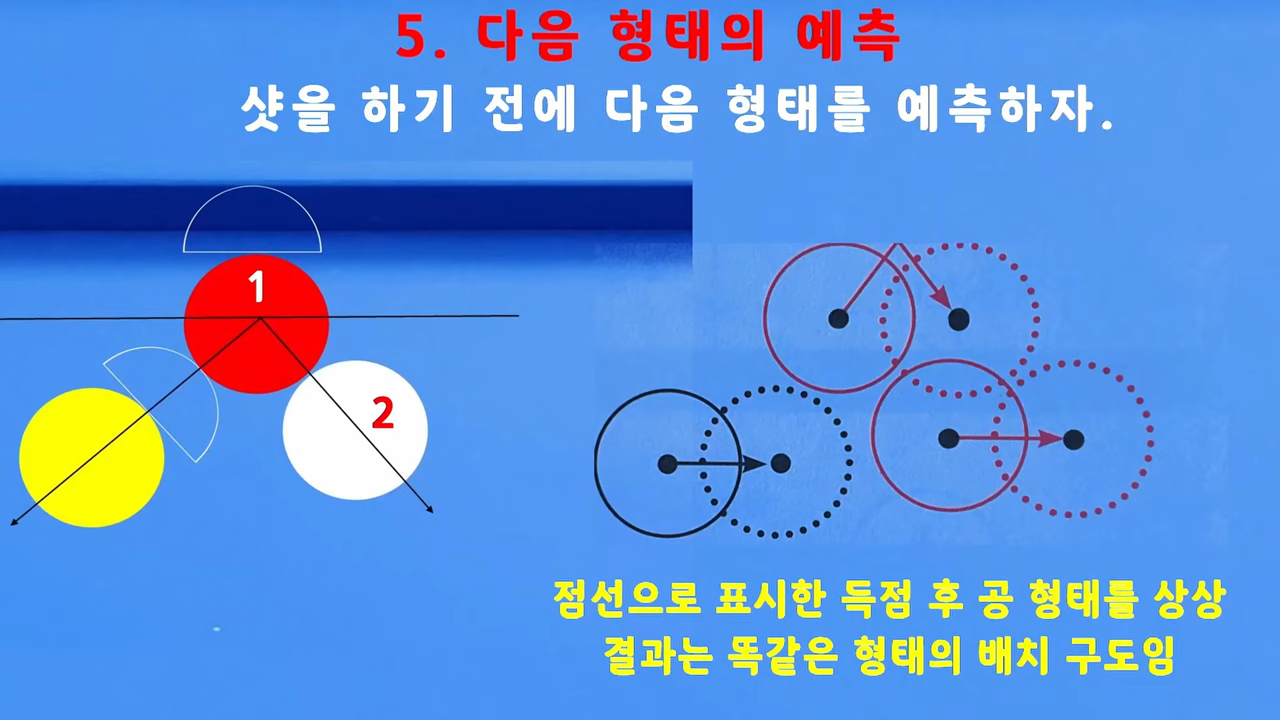 5. 다음 형태의 예측
샷을 하기 전에 다음 형태를 예측하자.
1
2
점선으로 표시한 득점 후 공 형태를 상상
결과는 똑같은 형태의 배치 구도임